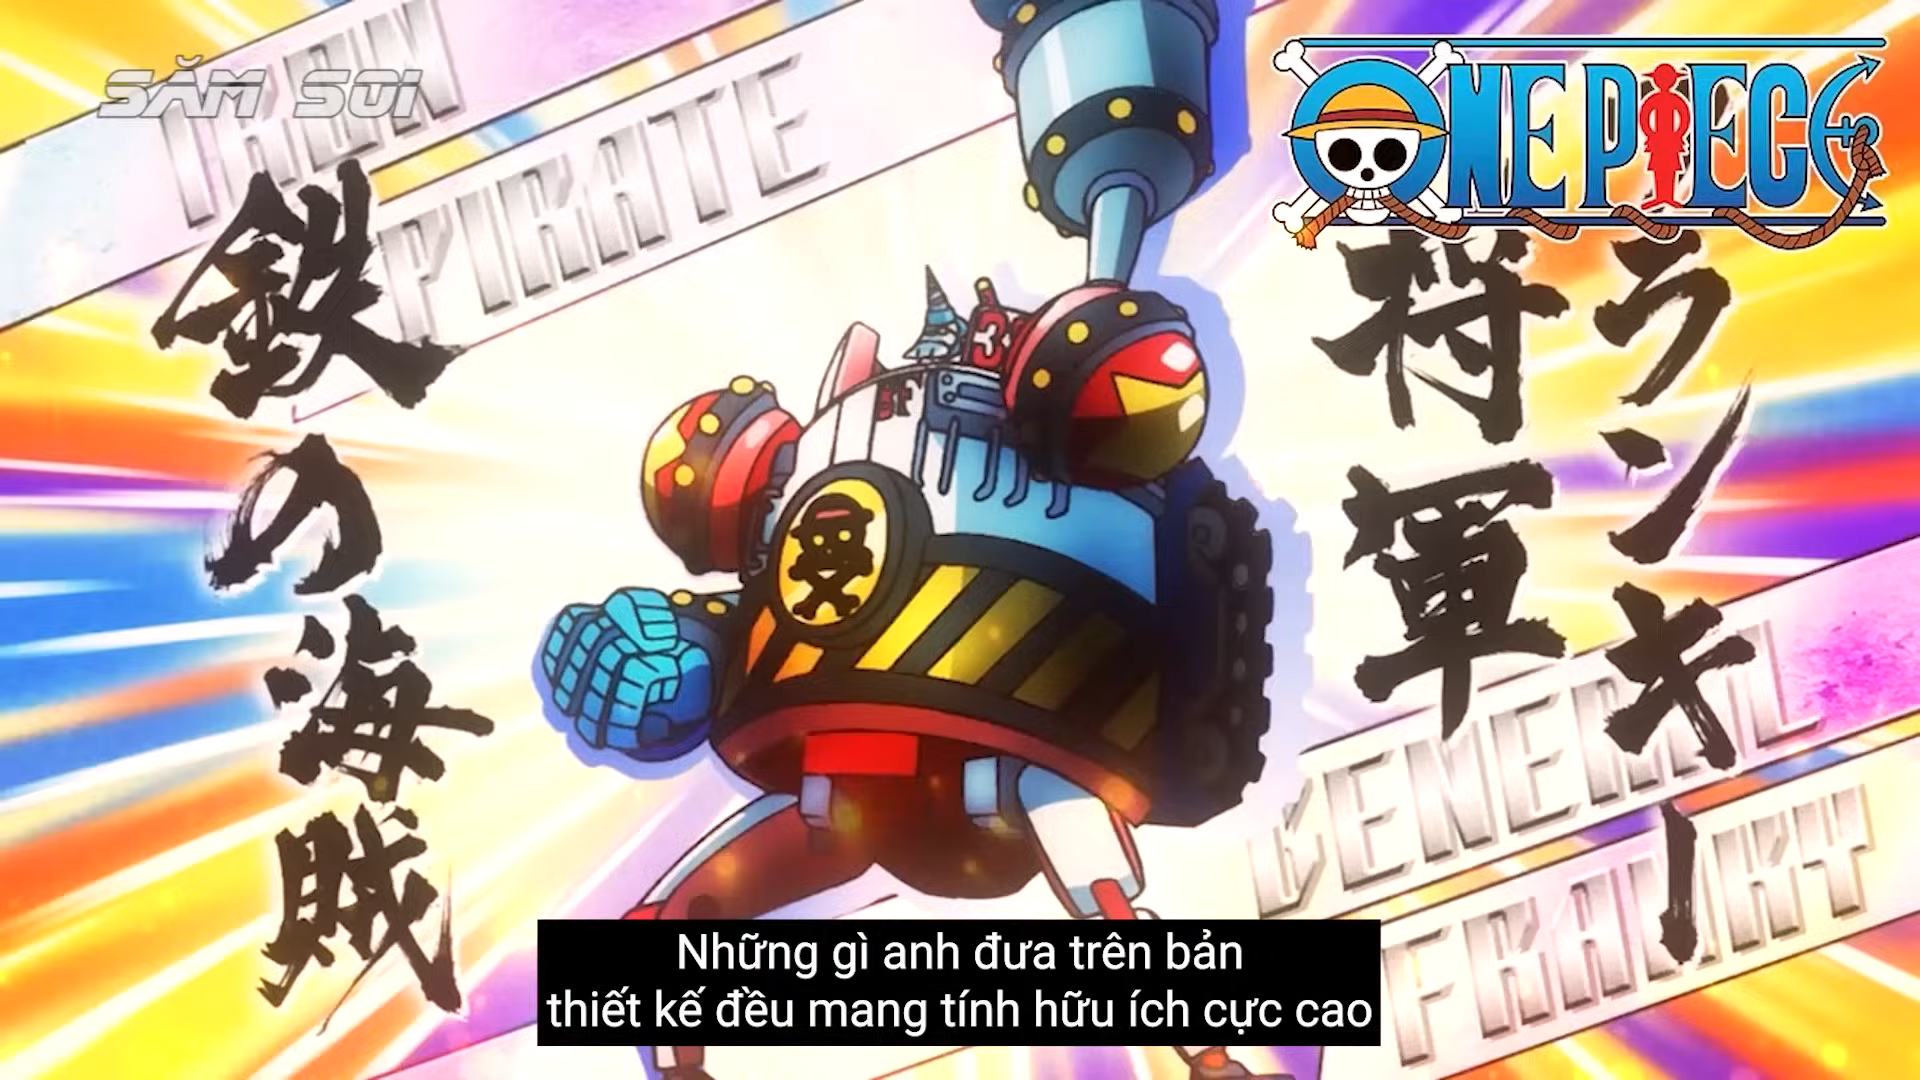 SĂM SOI
IRON
PIRATE
ONE PIECE
鉄の海賊
ランキー
将軍
GENERAL
FRANKY
Những gì anh đưa trên bản
thiết kế đều mang tính hữu ích cực cao